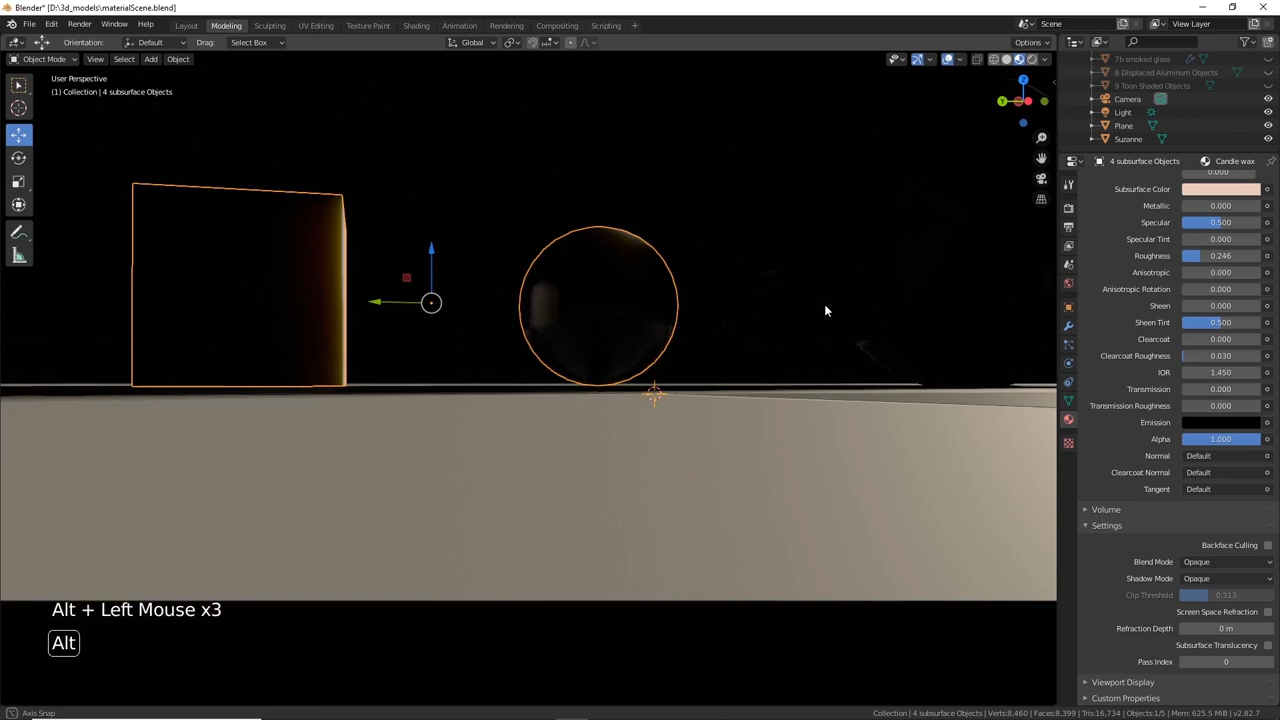 Blender* [D:\3d_models\materialScene.blend]
File Edit Render Window Help Layout Modeling Sculpting UV Editing Texture Paint Shading Animation Rendering Compositing Scripting Scene View Layer
Orientation: Default Drag: Select Box Global Options
Object Mode View Select Add Object
User Perspective
(1) Collection | 4 subsurface Objects
Z
Y
7b smoked glass
8 Displaced Aluminum Objects
9 Toon Shaded Objects
Camera
Light
Plane
Suzanne
4 subsurface Objects Candle wax
0.000
Subsurface Color
Metallic 0.000
Specular 0.500
Specular Tint 0.000
Roughness 0.246
Anisotropic 0.000
Anisotropic Rotation 0.000
Sheen 0.000
Sheen Tint 0.500
Clearcoat 0.000
Clearcoat Roughness 0.030
IOR 1.450
Transmission 0.000
Transmission Roughness 0.000
Emission
Alpha 1.000
Normal Default
Clearcoat Normal Default
Tangent Default
Volume
Settings
Backface Culling
Blend Mode Opaque
Shadow Mode Opaque
Clip Threshold 0.313
Screen Space Refraction
Refraction Depth 0 m
Subsurface Translucency
Pass Index 0
Viewport Display
Custom Properties
Alt + Left Mouse x3
Alt
Axis Snap Collection | 4 subsurface Objects | Verts:8,460 | Faces:8,399 | Tris:16,734 | Objects:1/5 | Mem: 625.5 MiB | v2.82.7